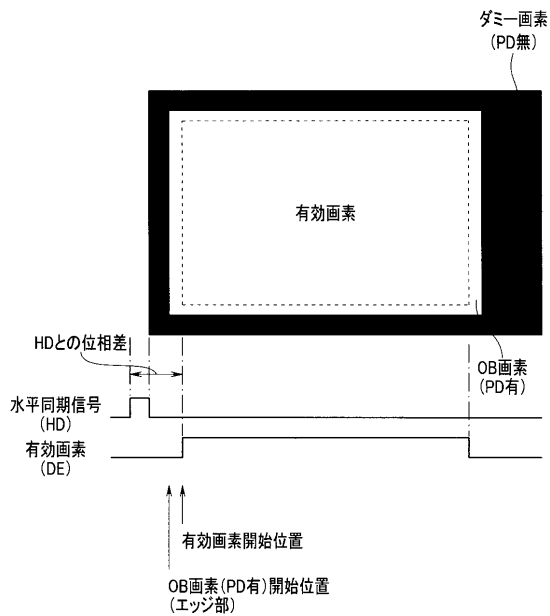 ダミー画素
(PD無)
有効画素
HDとの位相差
OB画素
(PD有)
水平同期信号
(HD)
有効画素
(DE)
有効画素開始位置
OB画素(PD有)開始位置
(エッジ部)